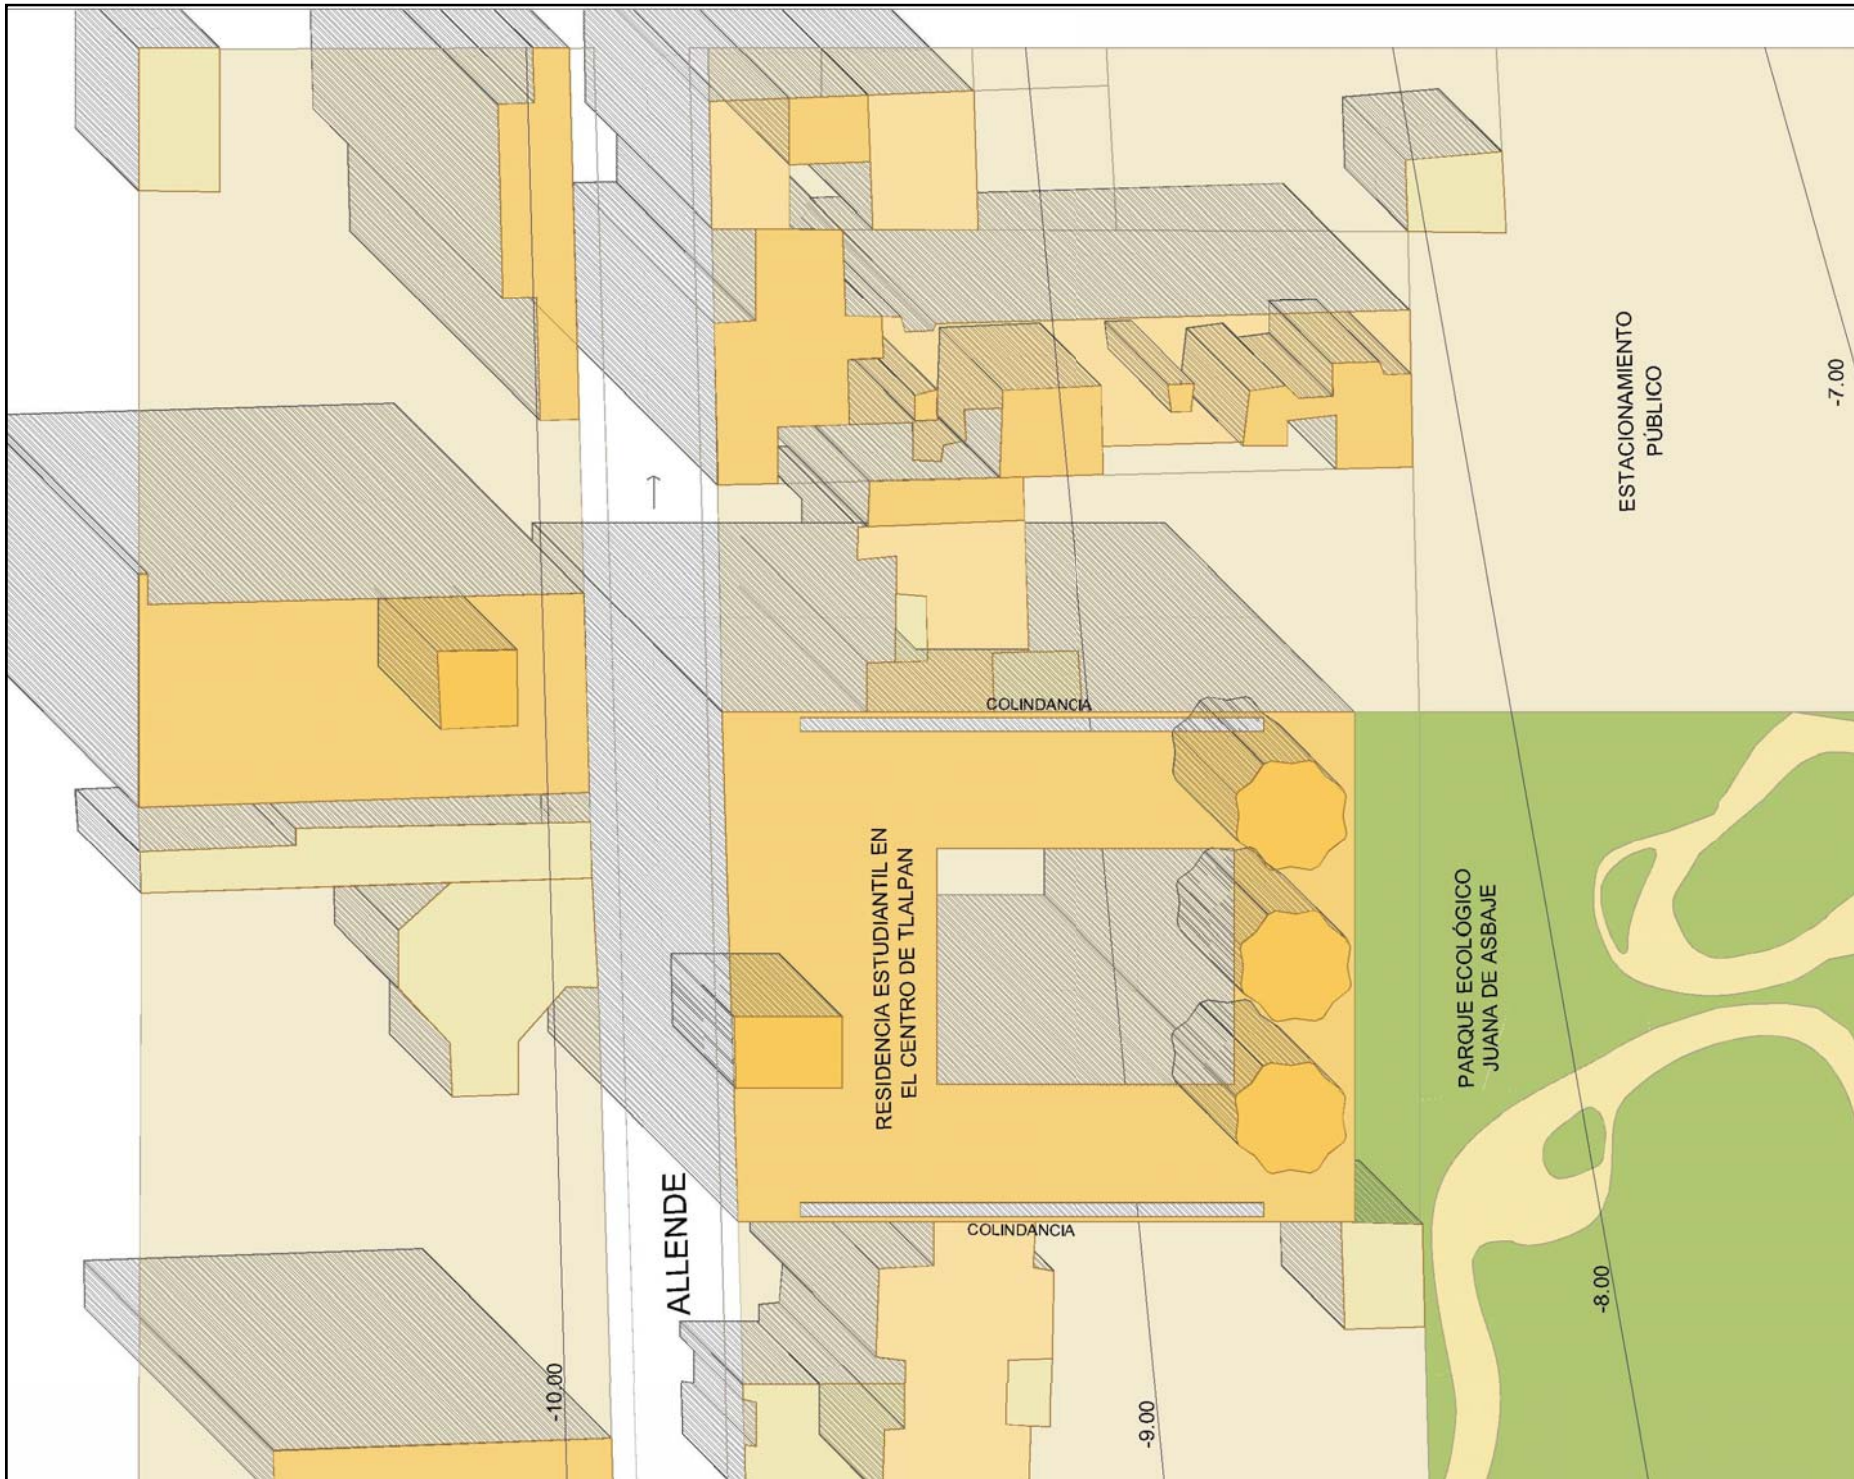 ESTACIONAMIENTO
PÚBLICO
-7.00
COLINDANCIA
RESIDENCIA ESTUDIANTIL EN
EL CENTRO DE TLALPAN
PARQUE ECOLÓGICO
JUANA DE ASBAJE
ALLENDE
COLINDANCIA
-8.00
-10.00
-9.00